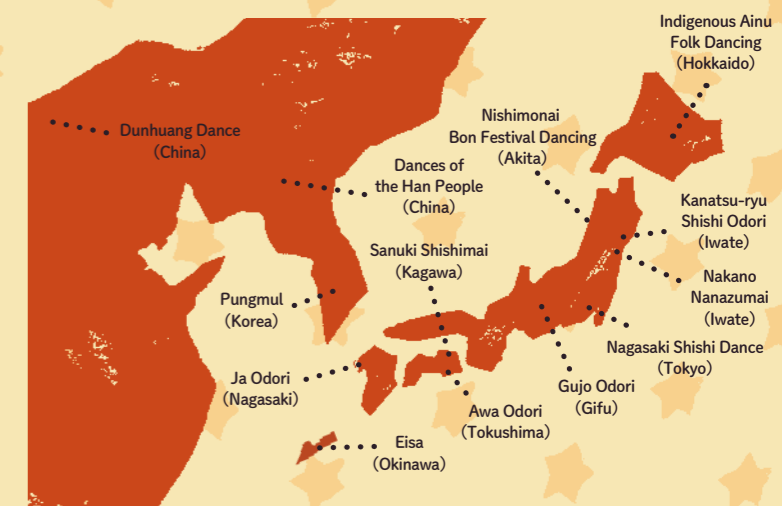 Indigenous Ainu
Folk Dancing
(Hokkaido)
Nishimonai
Bon Festival Dancing
(Akita)
Dunhuang Dance
(China)
Dances of
the Han People
(China)
Kanatsu-ryu
Shishi Odori
(Iwate)
Sanuki Shishimai
(Kagawa)
Nakano
Nanazumai
(Iwate)
Pungmul
(Korea)
Nagasaki Shishi Dance
(Tokyo)
Ja Odori
(Nagasaki)
Gujo Odori
(Gifu)
Awa Odori
(Tokushima)
Eisa
(Okinawa)